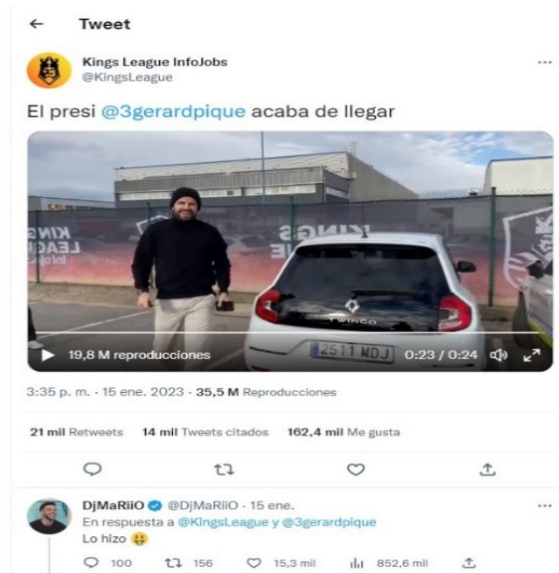 Tweet
Kings League InfoJobs
@KingsLeague
El presi @3gerardpique acaba de llegar
KINGS
LEAGUE
InfoJobs
KINGS
TWINGO
2511 MDJ
19,8 M reproducciones
0:23 / 0:24
3:35 p. m. · 15 ene. 2023 · 35,5 M Reproducciones
21 mil Retweets 14 mil Tweets citados 162,4 mil Me gusta
DjMaRiiO @DjMaRiiO · 15 ene.
En respuesta a @KingsLeague y @3gerardpique
Lo hizo
100 156 15,3 mil 852,6 mil